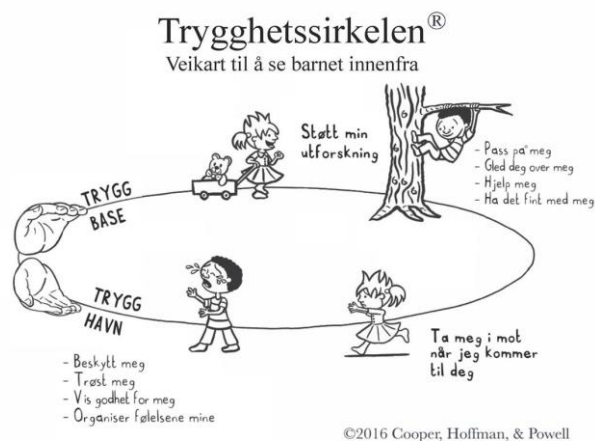 Trygghetssirkelen®
Veikart til å se barnet innenfra
Støtt min
utforskning
- Pass på meg
- Gled deg over meg
- Hjelp meg
- Ha det fint med meg
TRYGG
BASE
TRYGG
HAVN
Ta meg i mot
når jeg kommer
til deg
- Beskytt meg
- Trøst meg
- Vis godhet for meg
- Organiser følelsene mine
©2016 Cooper, Hoffman, & Powell